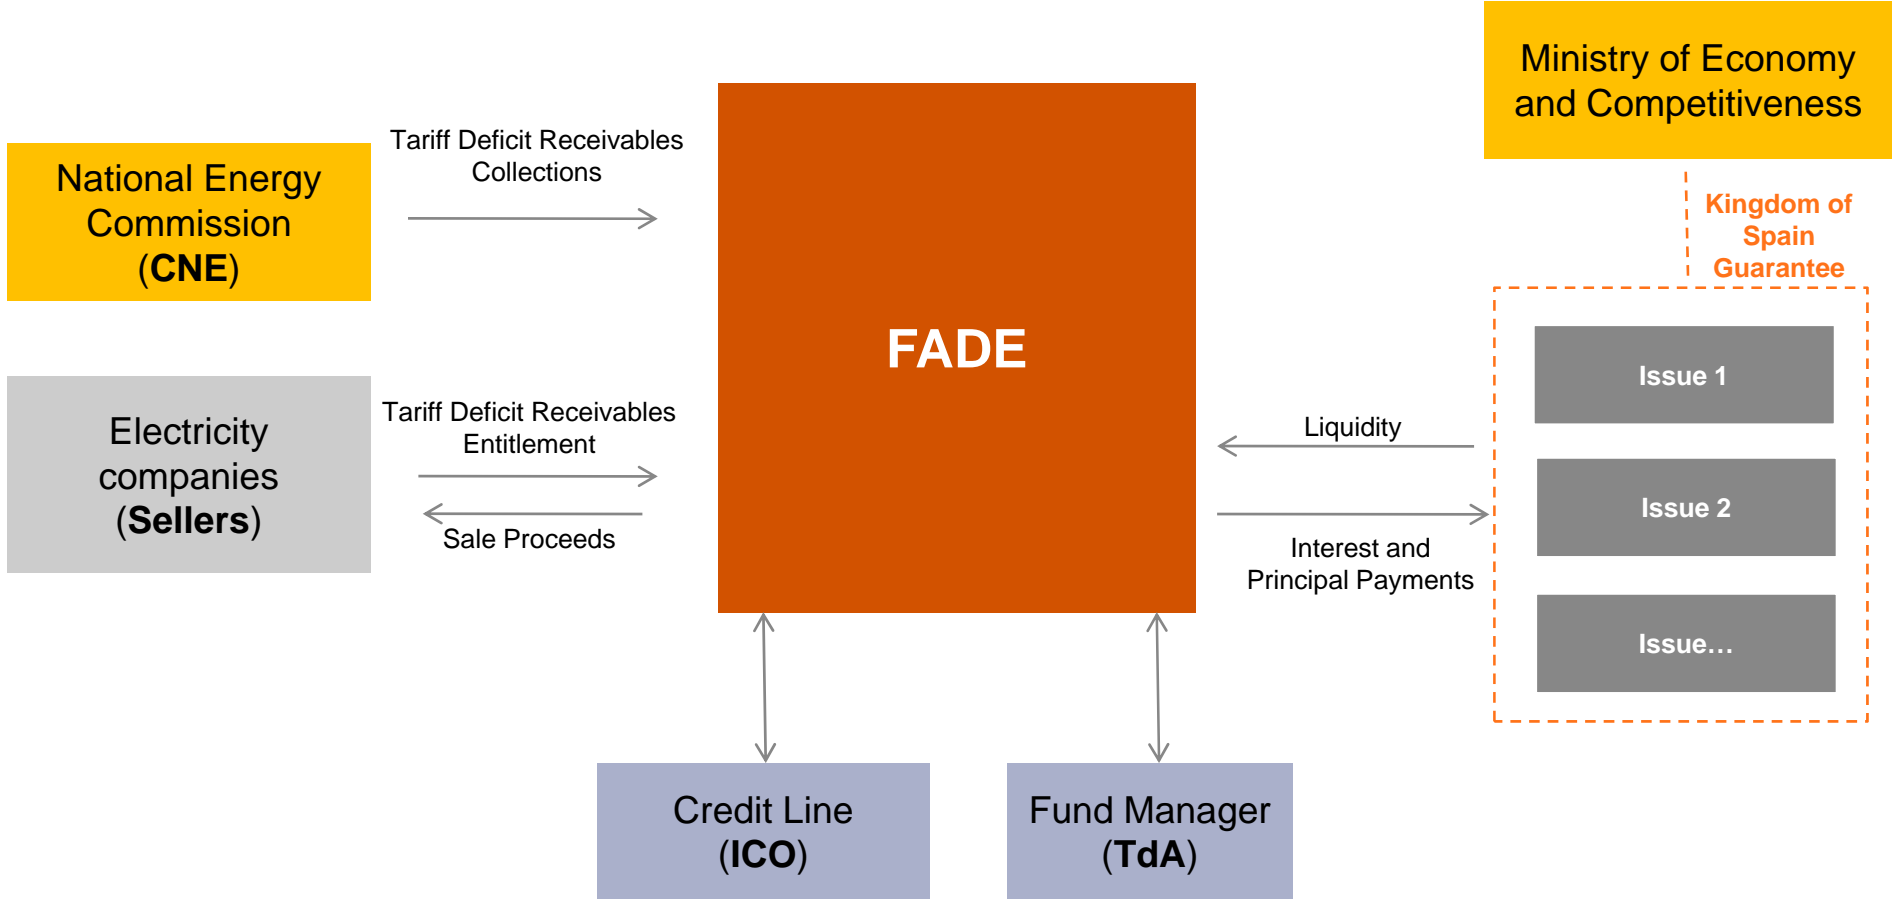 Ministry of Economy
and Competitiveness
Tariff Deficit Receivables
Collections
National Energy
Commission
(CNE)
Kingdom of
Spain
Guarantee
FADE
Issue 1
Electricity
companies
(Sellers)
Tariff Deficit Receivables
Entitlement
Sale Proceeds
Liquidity
Interest and
Principal Payments
Issue 2
Issue…
Credit Line
(ICO)
Fund Manager
(TdA)